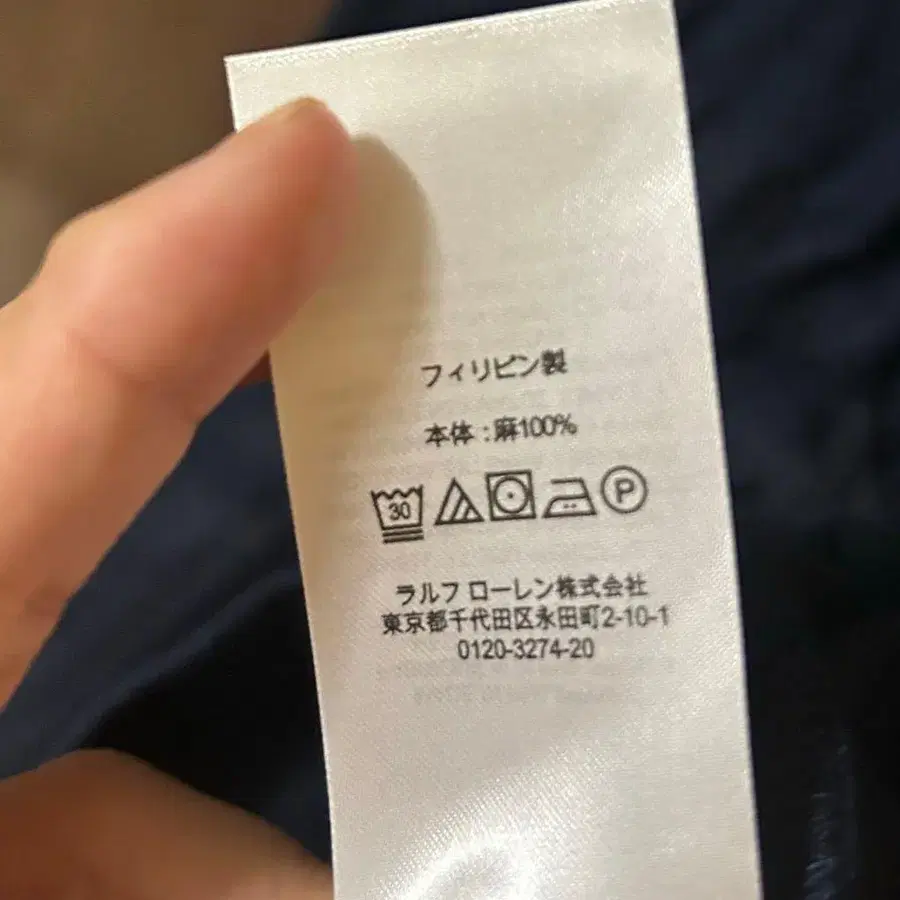 フィリピン製
本体 : 麻100%
30 P
ラルフ ローレン株式会社
東京都千代田区永田町2-10-1
0120-3274-20